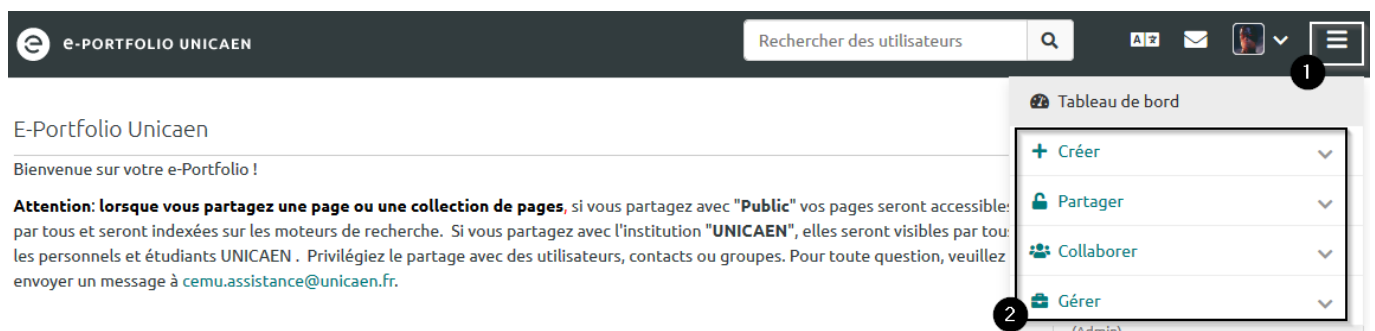 e-PORTFOLIO UNICAEN
Rechercher des utilisateurs
1
Tableau de bord
E-Portfolio Unicaen
Bienvenue sur votre e-Portfolio !
Attention: lorsque vous partagez une page ou une collection de pages, si vous partagez avec "Public" vos pages seront accessibles
par tous et seront indexées sur les moteurs de recherche. Si vous partagez avec l'institution "UNICAEN", elles seront visibles par tou
les personnels et étudiants UNICAEN . Privilégiez le partage avec des utilisateurs, contacts ou groupes. Pour toute question, veuillez
envoyer un message à cemu.assistance@unicaen.fr.
Créer
Partager
Collaborer
Gérer
2